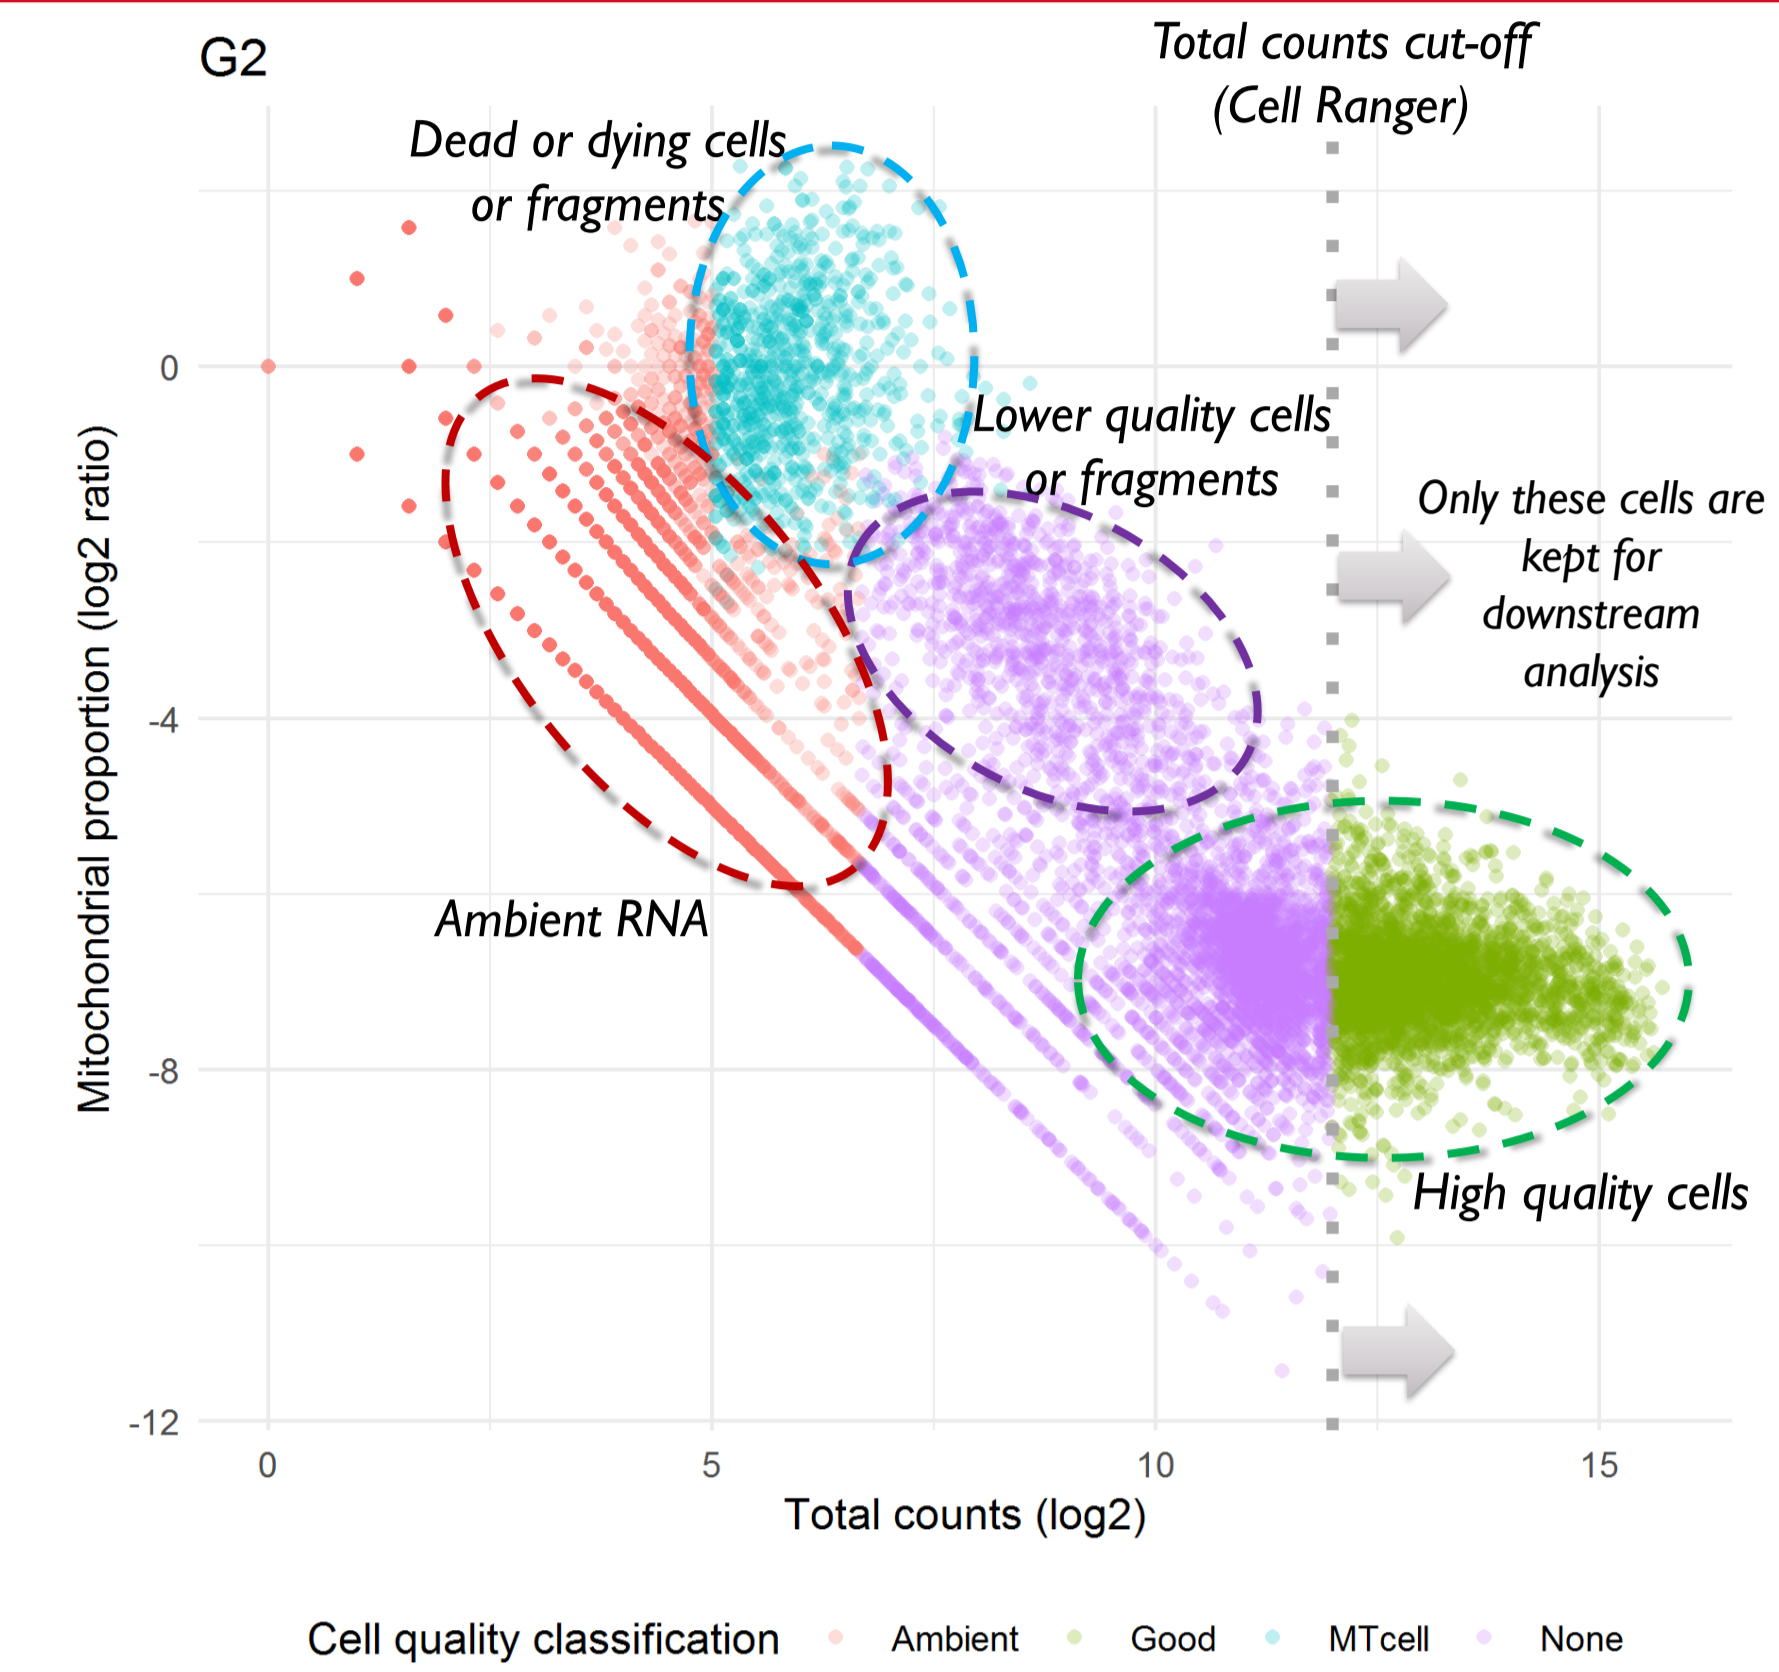 G2
Total counts cut-off
(Cell Ranger)
Dead or dying cells
or fragments
Lower quality cells
or fragments
Only these cells are
kept for
downstream
analysis
Ambient RNA
High quality cells
Mitochondrial proportion (log2 ratio)
0
-4
-8
-12
0 5 10 15
Total counts (log2)
Cell quality classification Ambient Good MTcell None